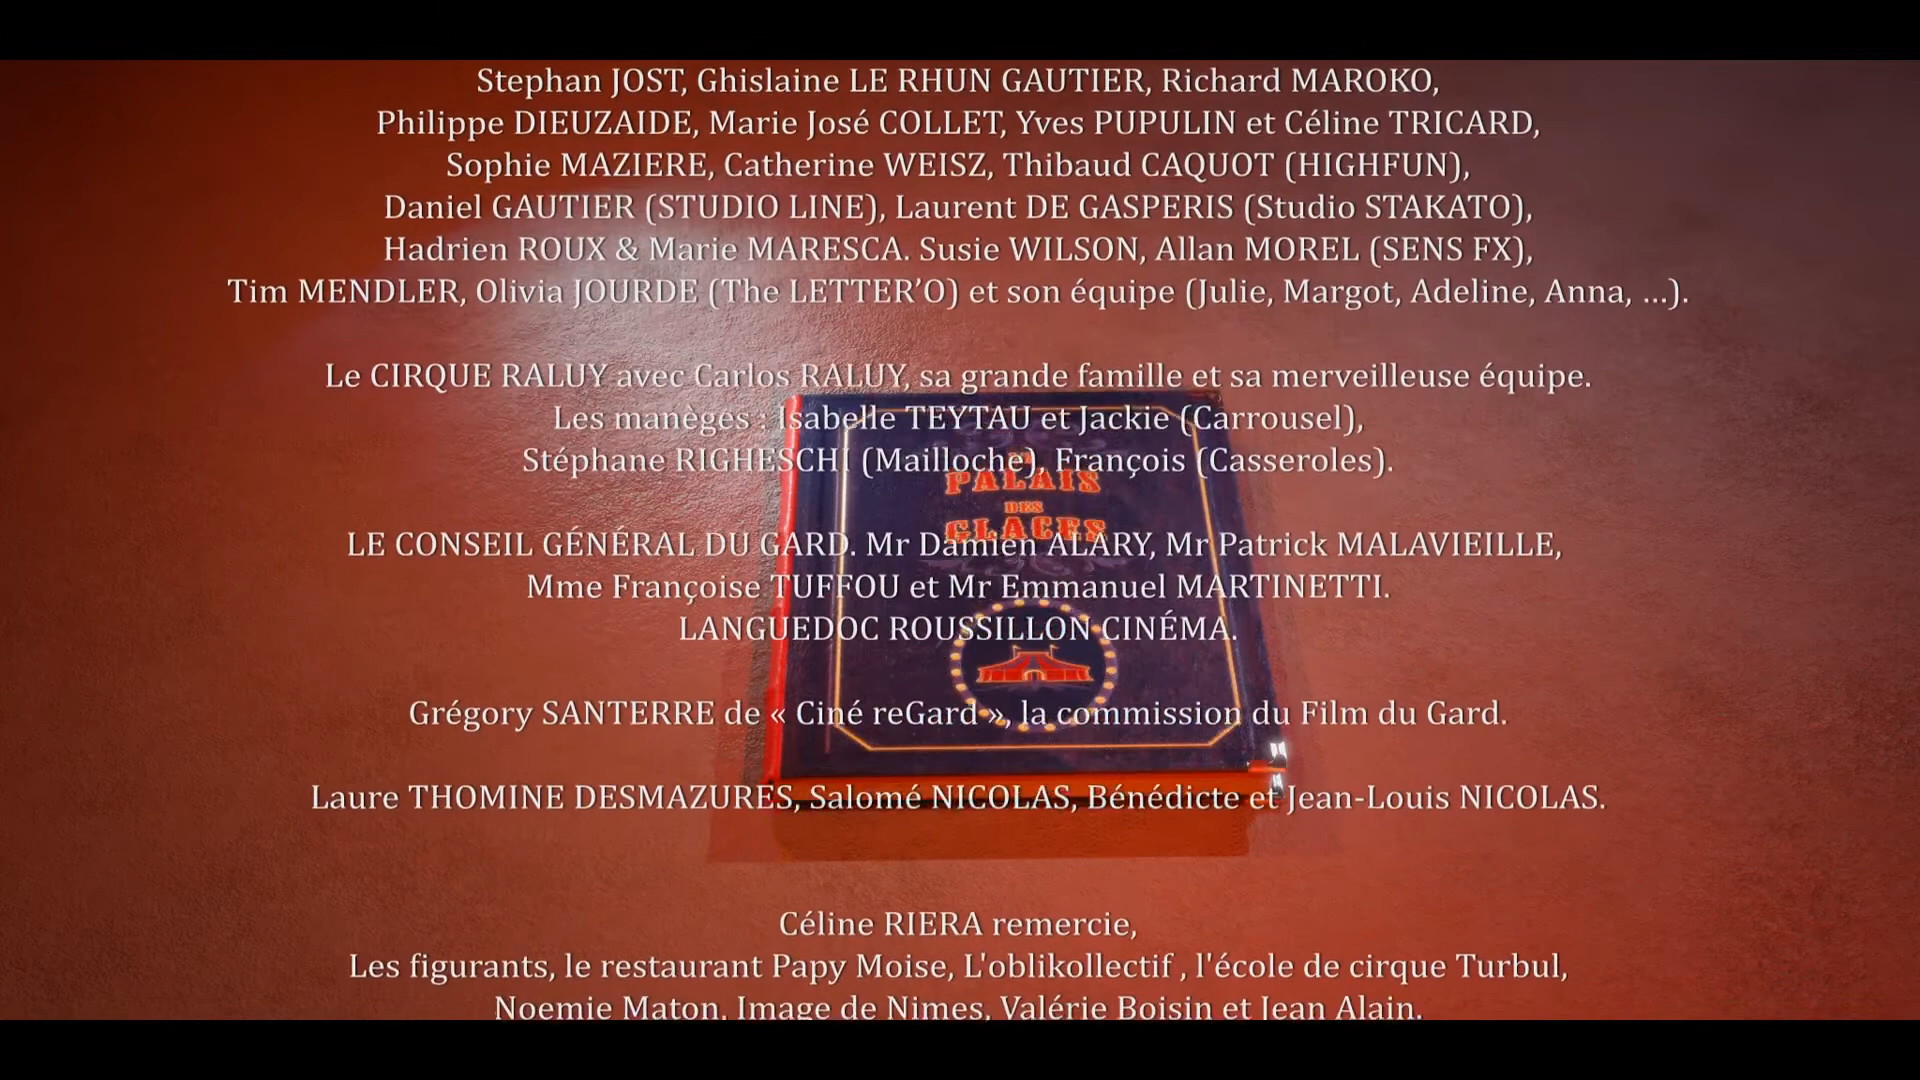 Stephan JOST, Ghislaine LE RHUN GAUTIER, Richard MAROKO,
Philippe DIEUZAIDE, Marie José COLLET, Yves PUPULIN et Céline TRICARD,
Sophie MAZIERE, Catherine WEISZ, Thibaud CAQUOT (HIGHFUN),
Daniel GAUTIER (STUDIO LINE), Laurent DE GASPERIS (Studio STAKATO),
Hadrien ROUX & Marie MARESCA. Susie WILSON, Allan MOREL (SENS FX),
Tim MENDLER, Olivia JOURDE (The LETTER’O) et son équipe (Julie, Margot, Adeline, Anna, ...).
Le CIRQUE RALUY avec Carlos RALUY, sa grande famille et sa merveilleuse équipe.
Les manèges : Isabelle TEYTAU et Jackie (Carrousel),
Stéphane RIGHESCHI (Mailloche), François (Casseroles).
PALAIS
DES
GLACES
LE CONSEIL GÉNÉRAL DU GARD. Mr Damien ALARY, Mr Patrick MALAVIEILLE,
Mme Françoise TUFFOU et Mr Emmanuel MARTINETTI.
LANGUEDOC ROUSSILLON CINÉMA.
Grégory SANTERRE de « Ciné reGard », la commission du Film du Gard.
Laure THOMINE DESMAZURES, Salomé NICOLAS, Bénédicte et Jean-Louis NICOLAS.
Céline RIERA remercie,
Les figurants, le restaurant Papy Moise, L'oblikollectif , l'école de cirque Turbul,
Noemie Maton, Image de Nimes, Valérie Boisin et Jean Alain.